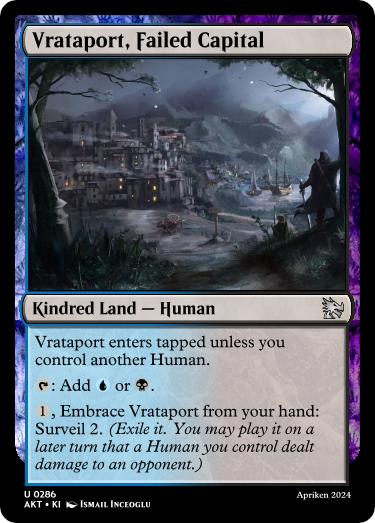 Vrataport, Failed Capital
Kindred Land — Human
Vrataport enters tapped unless you
control another Human.
: Add or .
1, Embrace Vrataport from your hand:
Surveil 2. (Exile it. You may play it on
a later turn that a Human you control dealt
damage to an opponent.)
U 0286
AKT • KI Ismail Inceoglu
Apriken 2024